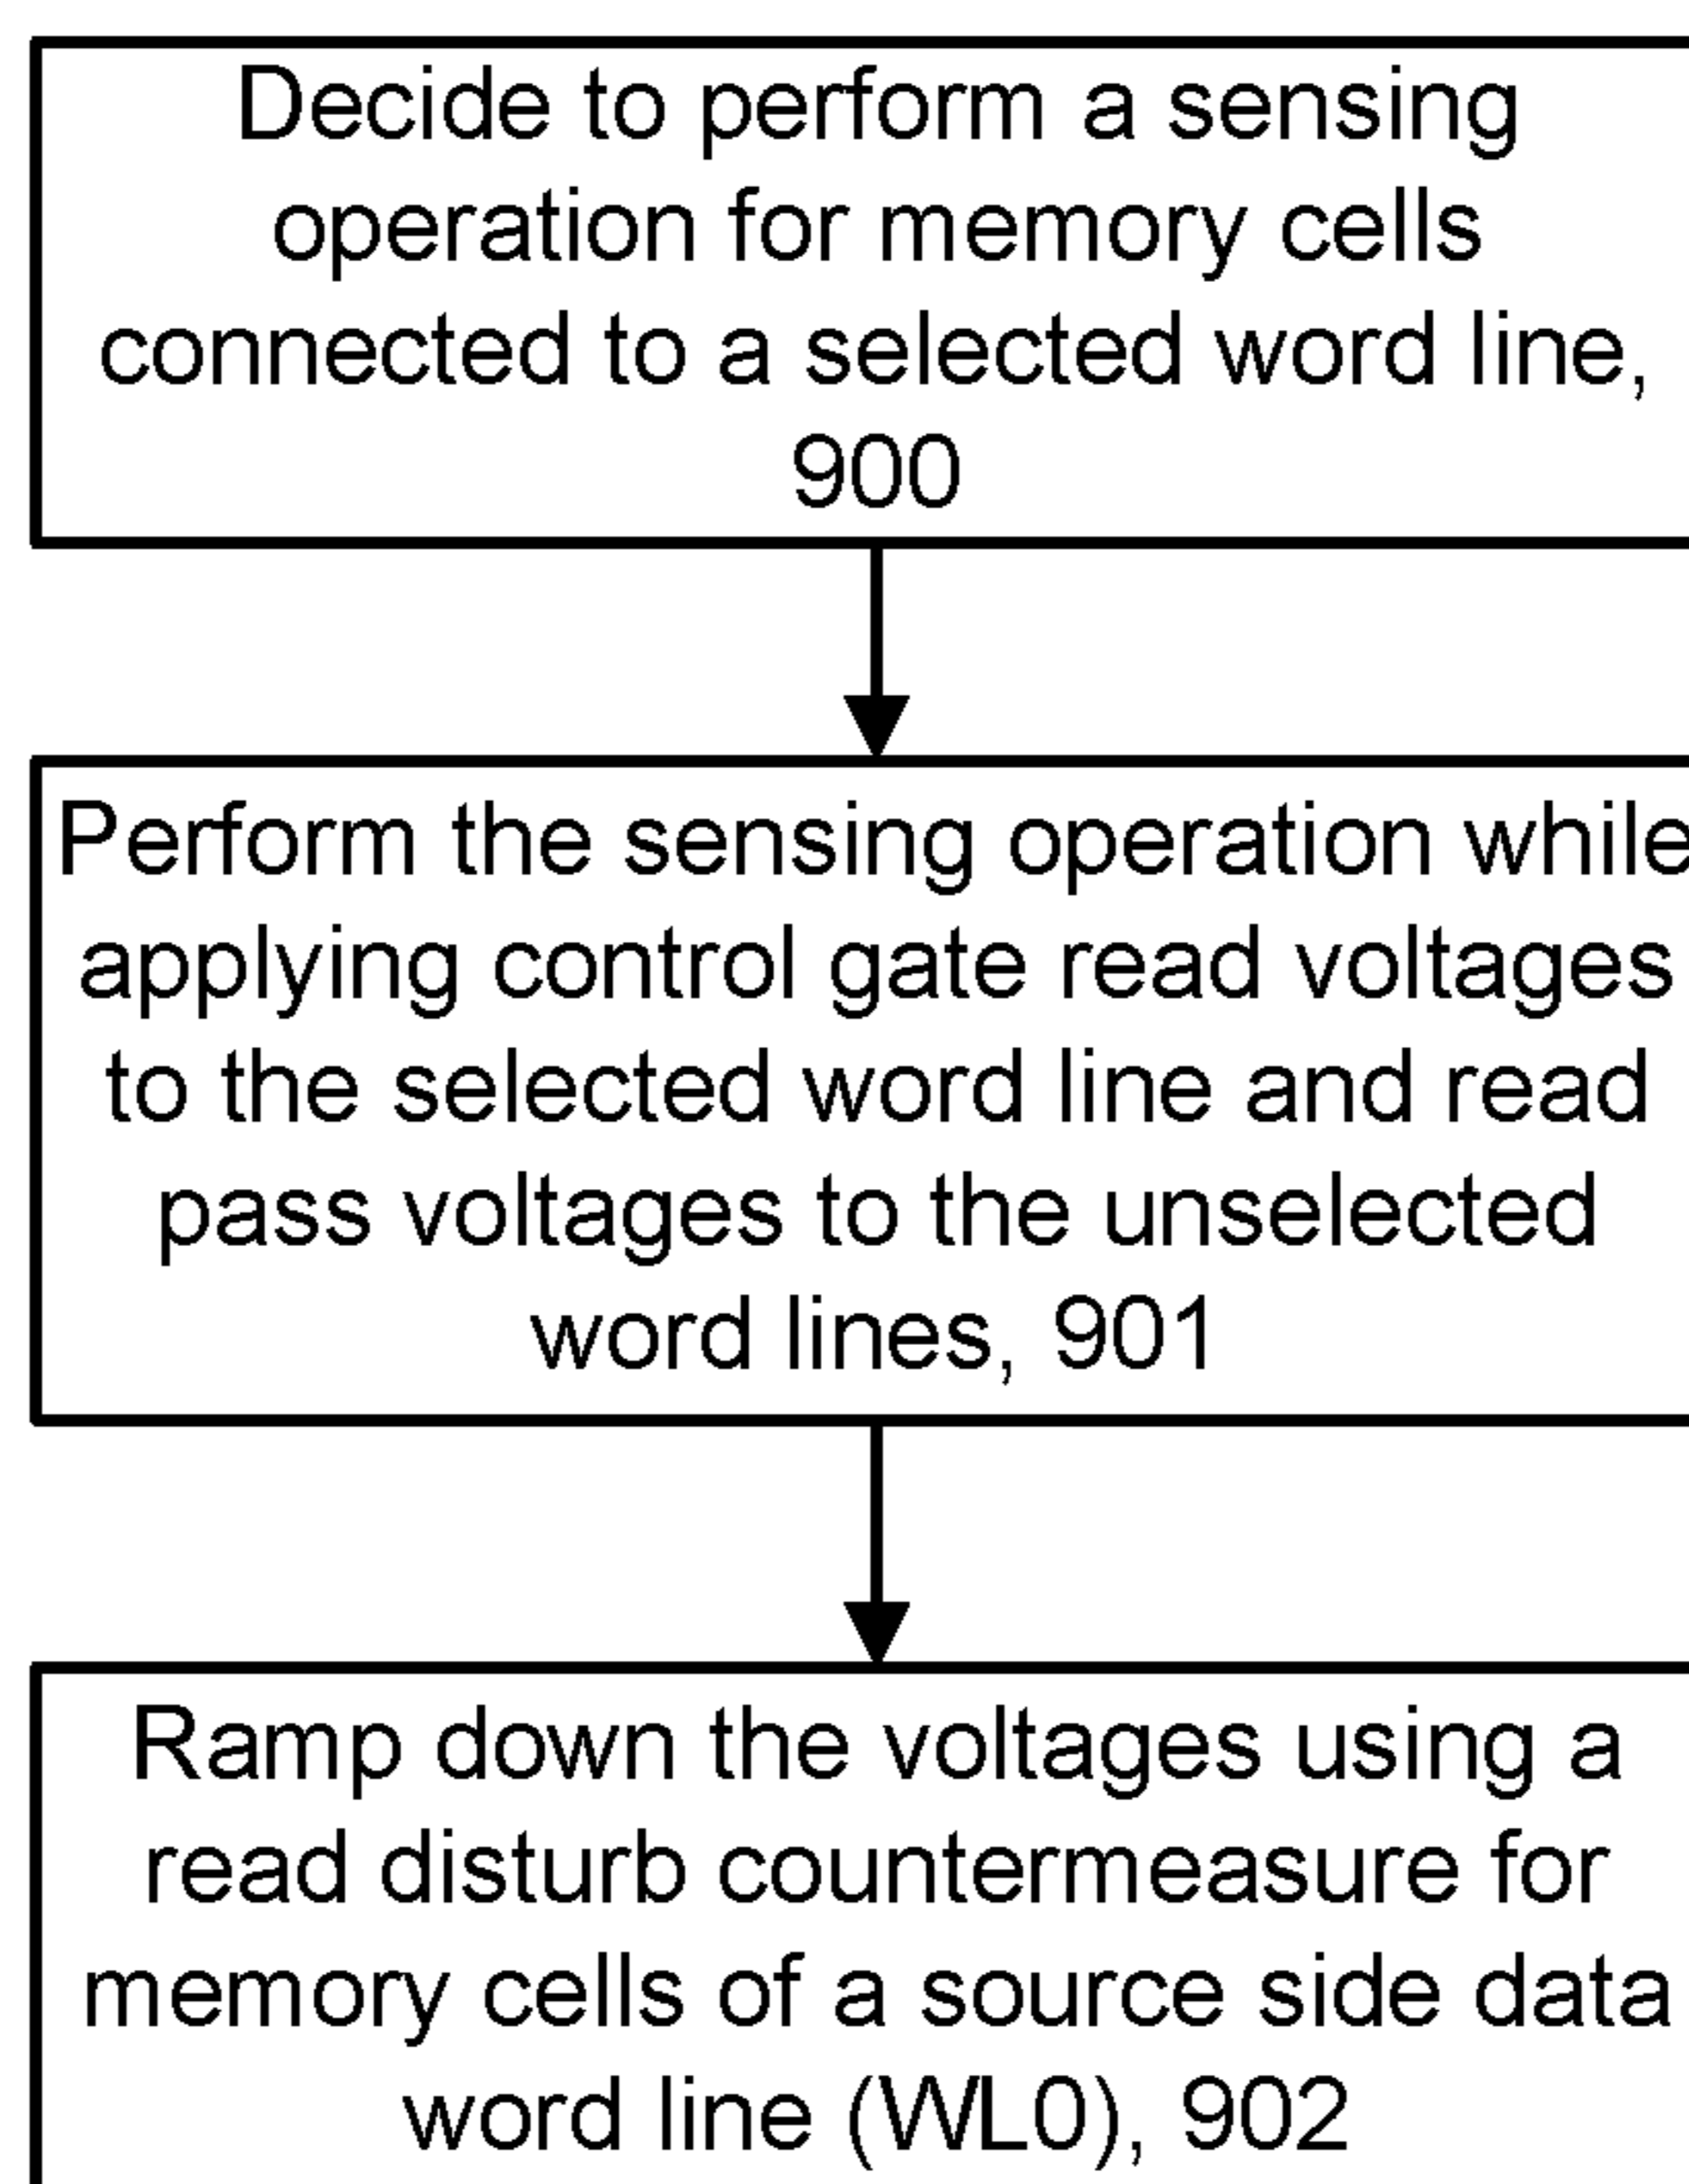 Decide to perform a sensing
operation for memory cells
connected to a selected word line,
900
Perform the sensing operation while
applying control gate read voltages
to the selected word line and read
pass voltages to the unselected
word lines, 901
Ramp down the voltages using a
read disturb countermeasure for
memory cells of a source side data
word line (WL0), 902